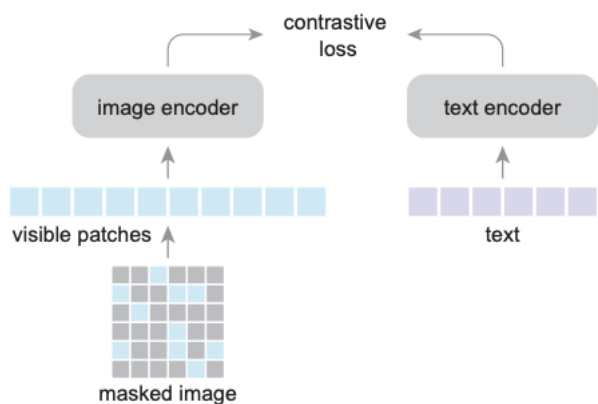 contrastive
loss
image encoder
text encoder
visible patches
text
masked image